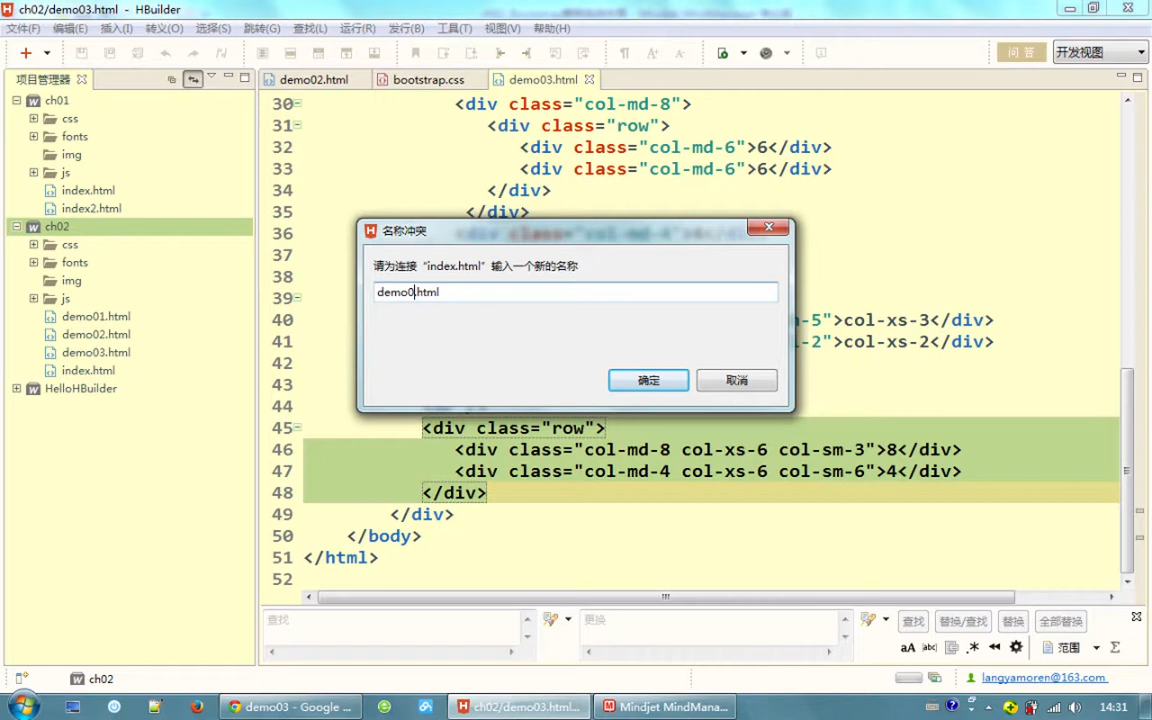 ch02/demo03.html - HBuilder
文件(F) 编辑(E) 插入(I) 转义(O) 选择(S) 跳转(G) 查找(L) 运行(R) 发行(B) 工具(T) 视图(V) 帮助(H)
问 答 开发视图
项目管理器 demo02.html bootstrap.css demo03.html
ch01
css
fonts
img
js
index.html
index2.html
ch02
css
fonts
img
js
demo01.html
demo02.html
demo03.html
index.html
HelloHBuilder
30 <div class="col-md-8">
31 <div class="row">
32 <div class="col-md-6">6</div>
33 <div class="col-md-6">6</div>
34 </div>
35 </div>
36
37
38
39
40 -5">col-xs-3</div>
41 -2">col-xs-2</div>
42
43
44
45 <div class="row">
46 <div class="col-md-8 col-xs-6 col-sm-3">8</div>
47 <div class="col-md-4 col-xs-6 col-sm-6">4</div>
48 </div>
49 </div>
50 </body>
51 </html>
52
名称冲突
请为连接 “index.html” 输入一个新的名称
demo0.html
确定 取消
查找 更换 查找 替换/查找 替换 全部替换
aA abc .* 范围 Σ
ch02 langyamoren@163.com
demo03 - Google ... ch02/demo03.html... Mindjet MindMana... 14:31